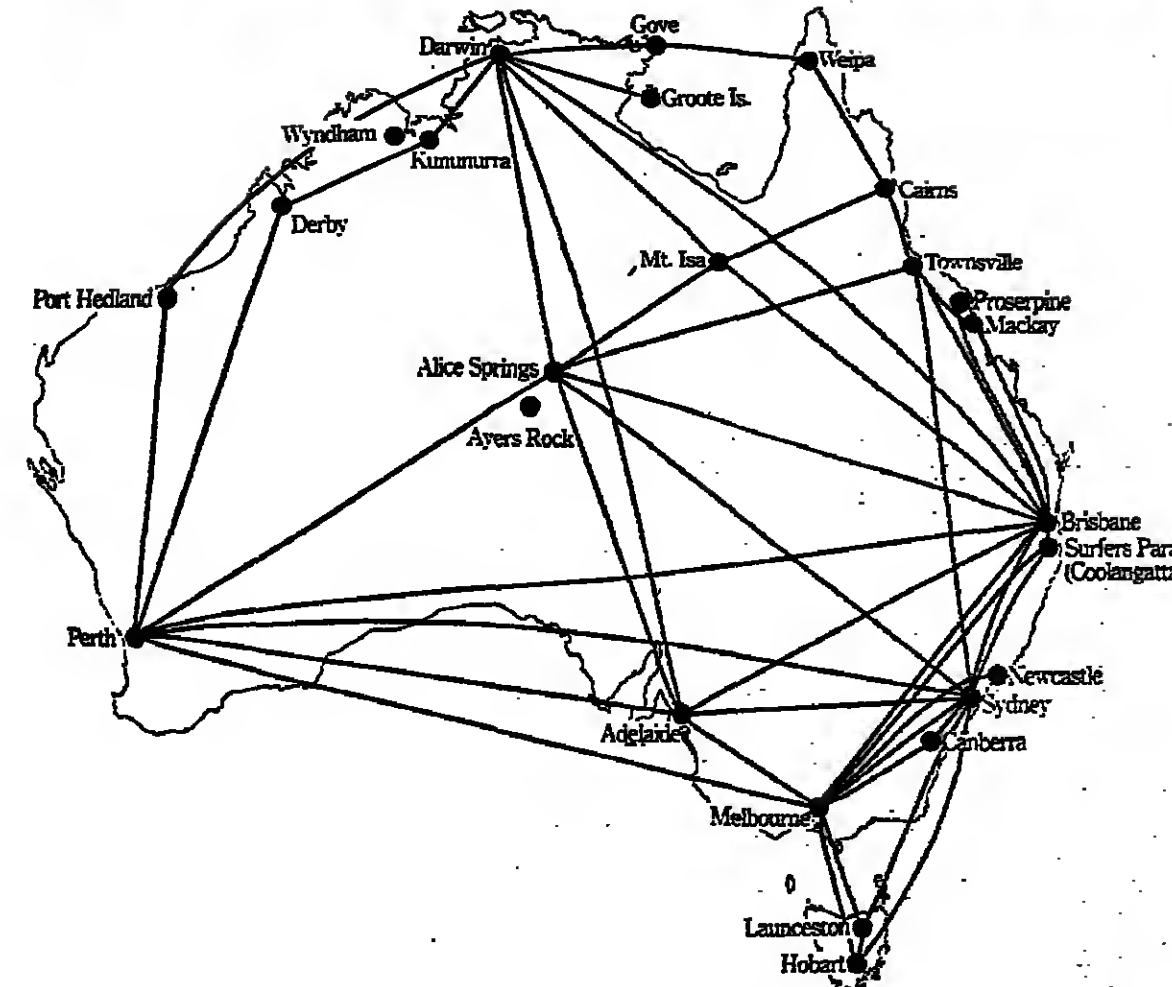 Gove
Darwin
Weipa
Groote Is.
Wyndham
Kununurra
Cairns
Derby
Mt. Isa
Townsville
Port Hedland
Proserpine
Mackay
Alice Springs
Ayers Rock
Brisbane
Surfers Para
(Coolangatta
Perth
Newcastle
Sydney
Adelaide
Canberra
Melbourne
Launceston
Hobart